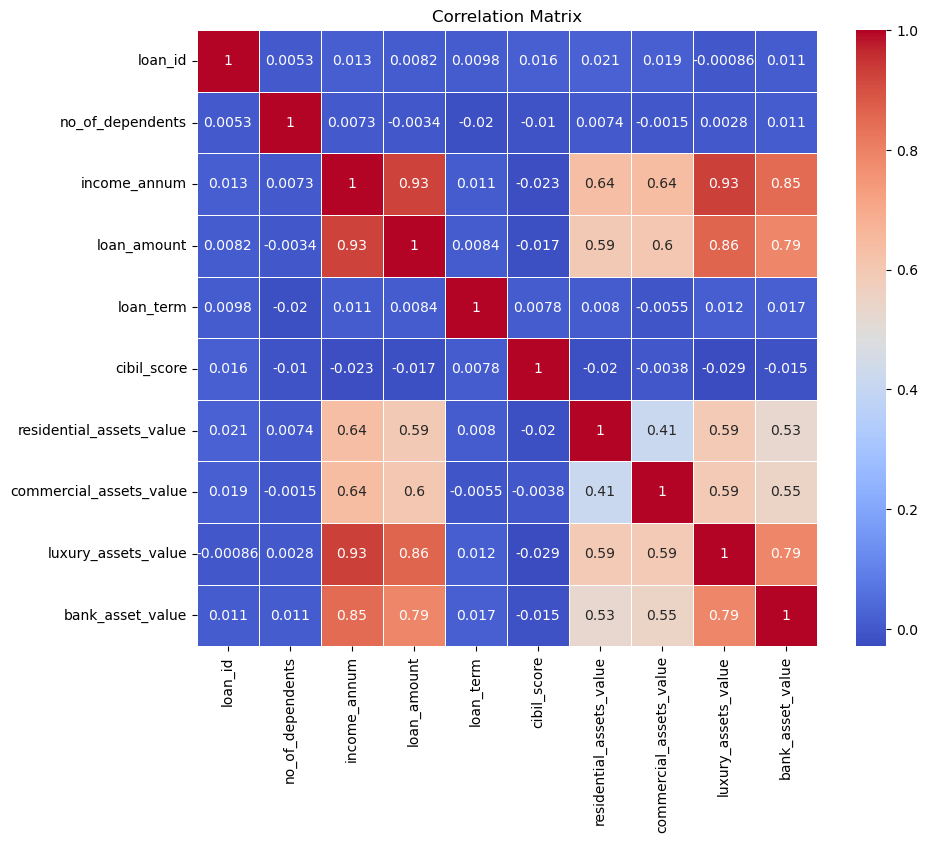 Correlation Matrix
loan_id 1 0.0053 0.013 0.0082 0.0098 0.016 0.021 0.019 -0.00086 0.011
no_of_dependents 0.0053 1 0.0073 -0.0034 -0.02 -0.01 0.0074 -0.0015 0.0028 0.011
income_annum 0.013 0.0073 1 0.93 0.011 -0.023 0.64 0.64 0.93 0.85
loan_amount 0.0082 -0.0034 0.93 1 0.0084 -0.017 0.59 0.6 0.86 0.79
loan_term 0.0098 -0.02 0.011 0.0084 1 0.0078 0.008 -0.0055 0.012 0.017
cibil_score 0.016 -0.01 -0.023 -0.017 0.0078 1 -0.02 -0.0038 -0.029 -0.015
residential_assets_value 0.021 0.0074 0.64 0.59 0.008 -0.02 1 0.41 0.59 0.53
commercial_assets_value 0.019 -0.0015 0.64 0.6 -0.0055 -0.0038 0.41 1 0.59 0.55
luxury_assets_value -0.00086 0.0028 0.93 0.86 0.012 -0.029 0.59 0.59 1 0.79
bank_asset_value 0.011 0.011 0.85 0.79 0.017 -0.015 0.53 0.55 0.79 1
loan_id
no_of_dependents
income_annum
loan_amount
loan_term
cibil_score
residential_assets_value
commercial_assets_value
luxury_assets_value
bank_asset_value
1.0
0.8
0.6
0.4
0.2
0.0